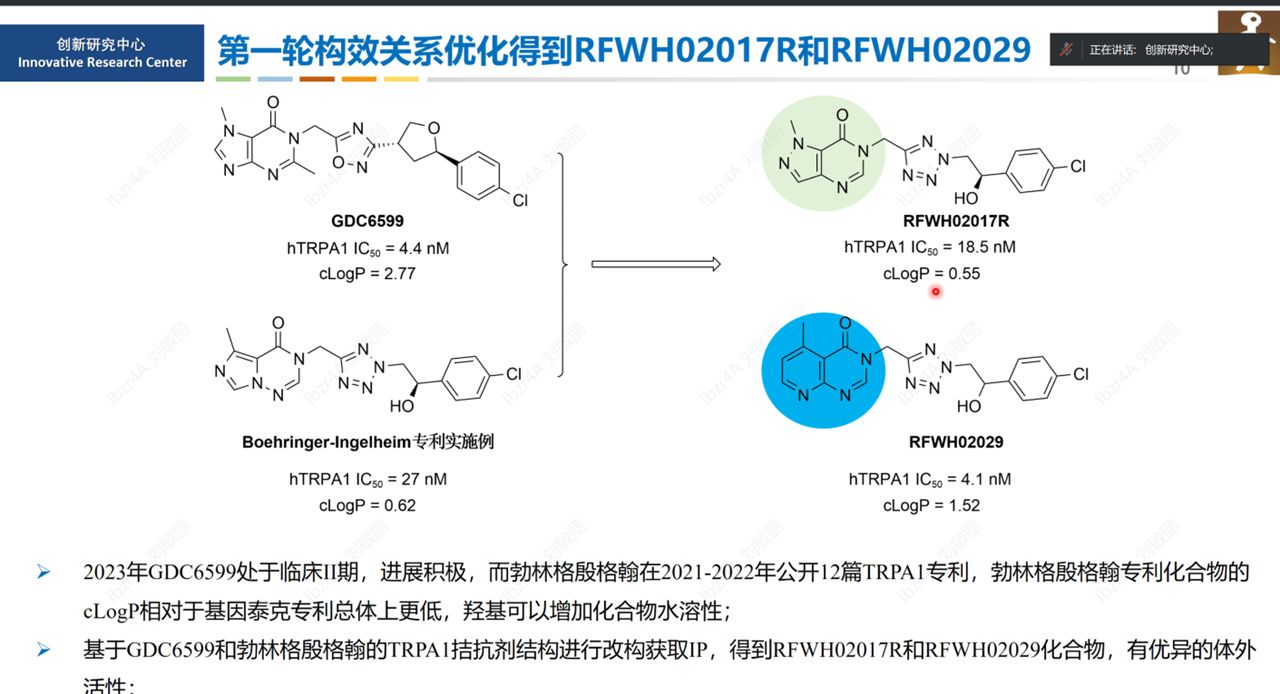 创新研究中心
Innovative Research Center
第一轮构效关系优化得到RFWH02017R和RFWH02029
正在讲话: 创新研究中心;
O
N
N
N
N
O
N
N
O
Cl
GDC6599
hTRPA1 IC50 = 4.4 nM
cLogP = 2.77
O
N
N
N
N
N
N
N
N
HO
Cl
RFWH02017R
hTRPA1 IC50 = 18.5 nM
cLogP = 0.55
O
N
N
N
N
N
N
N
N
HO
Cl
Boehringer-Ingelheim专利实施例
hTRPA1 IC50 = 27 nM
cLogP = 0.62
O
N
N
N
N
N
N
N
HO
Cl
RFWH02029
hTRPA1 IC50 = 4.1 nM
cLogP = 1.52
2023年GDC6599处于临床II期，进展积极，而勃林格殷格翰在2021-2022年公开12篇TRPA1专利，勃林格殷格翰专利化合物的
cLogP相对于基因泰克专利总体上更低，羟基可以增加化合物水溶性；
基于GDC6599和勃林格殷格翰的TRPA1拮抗剂结构进行改构获取IP，得到RFWH02017R和RFWH02029化合物，有优异的体外
活性；